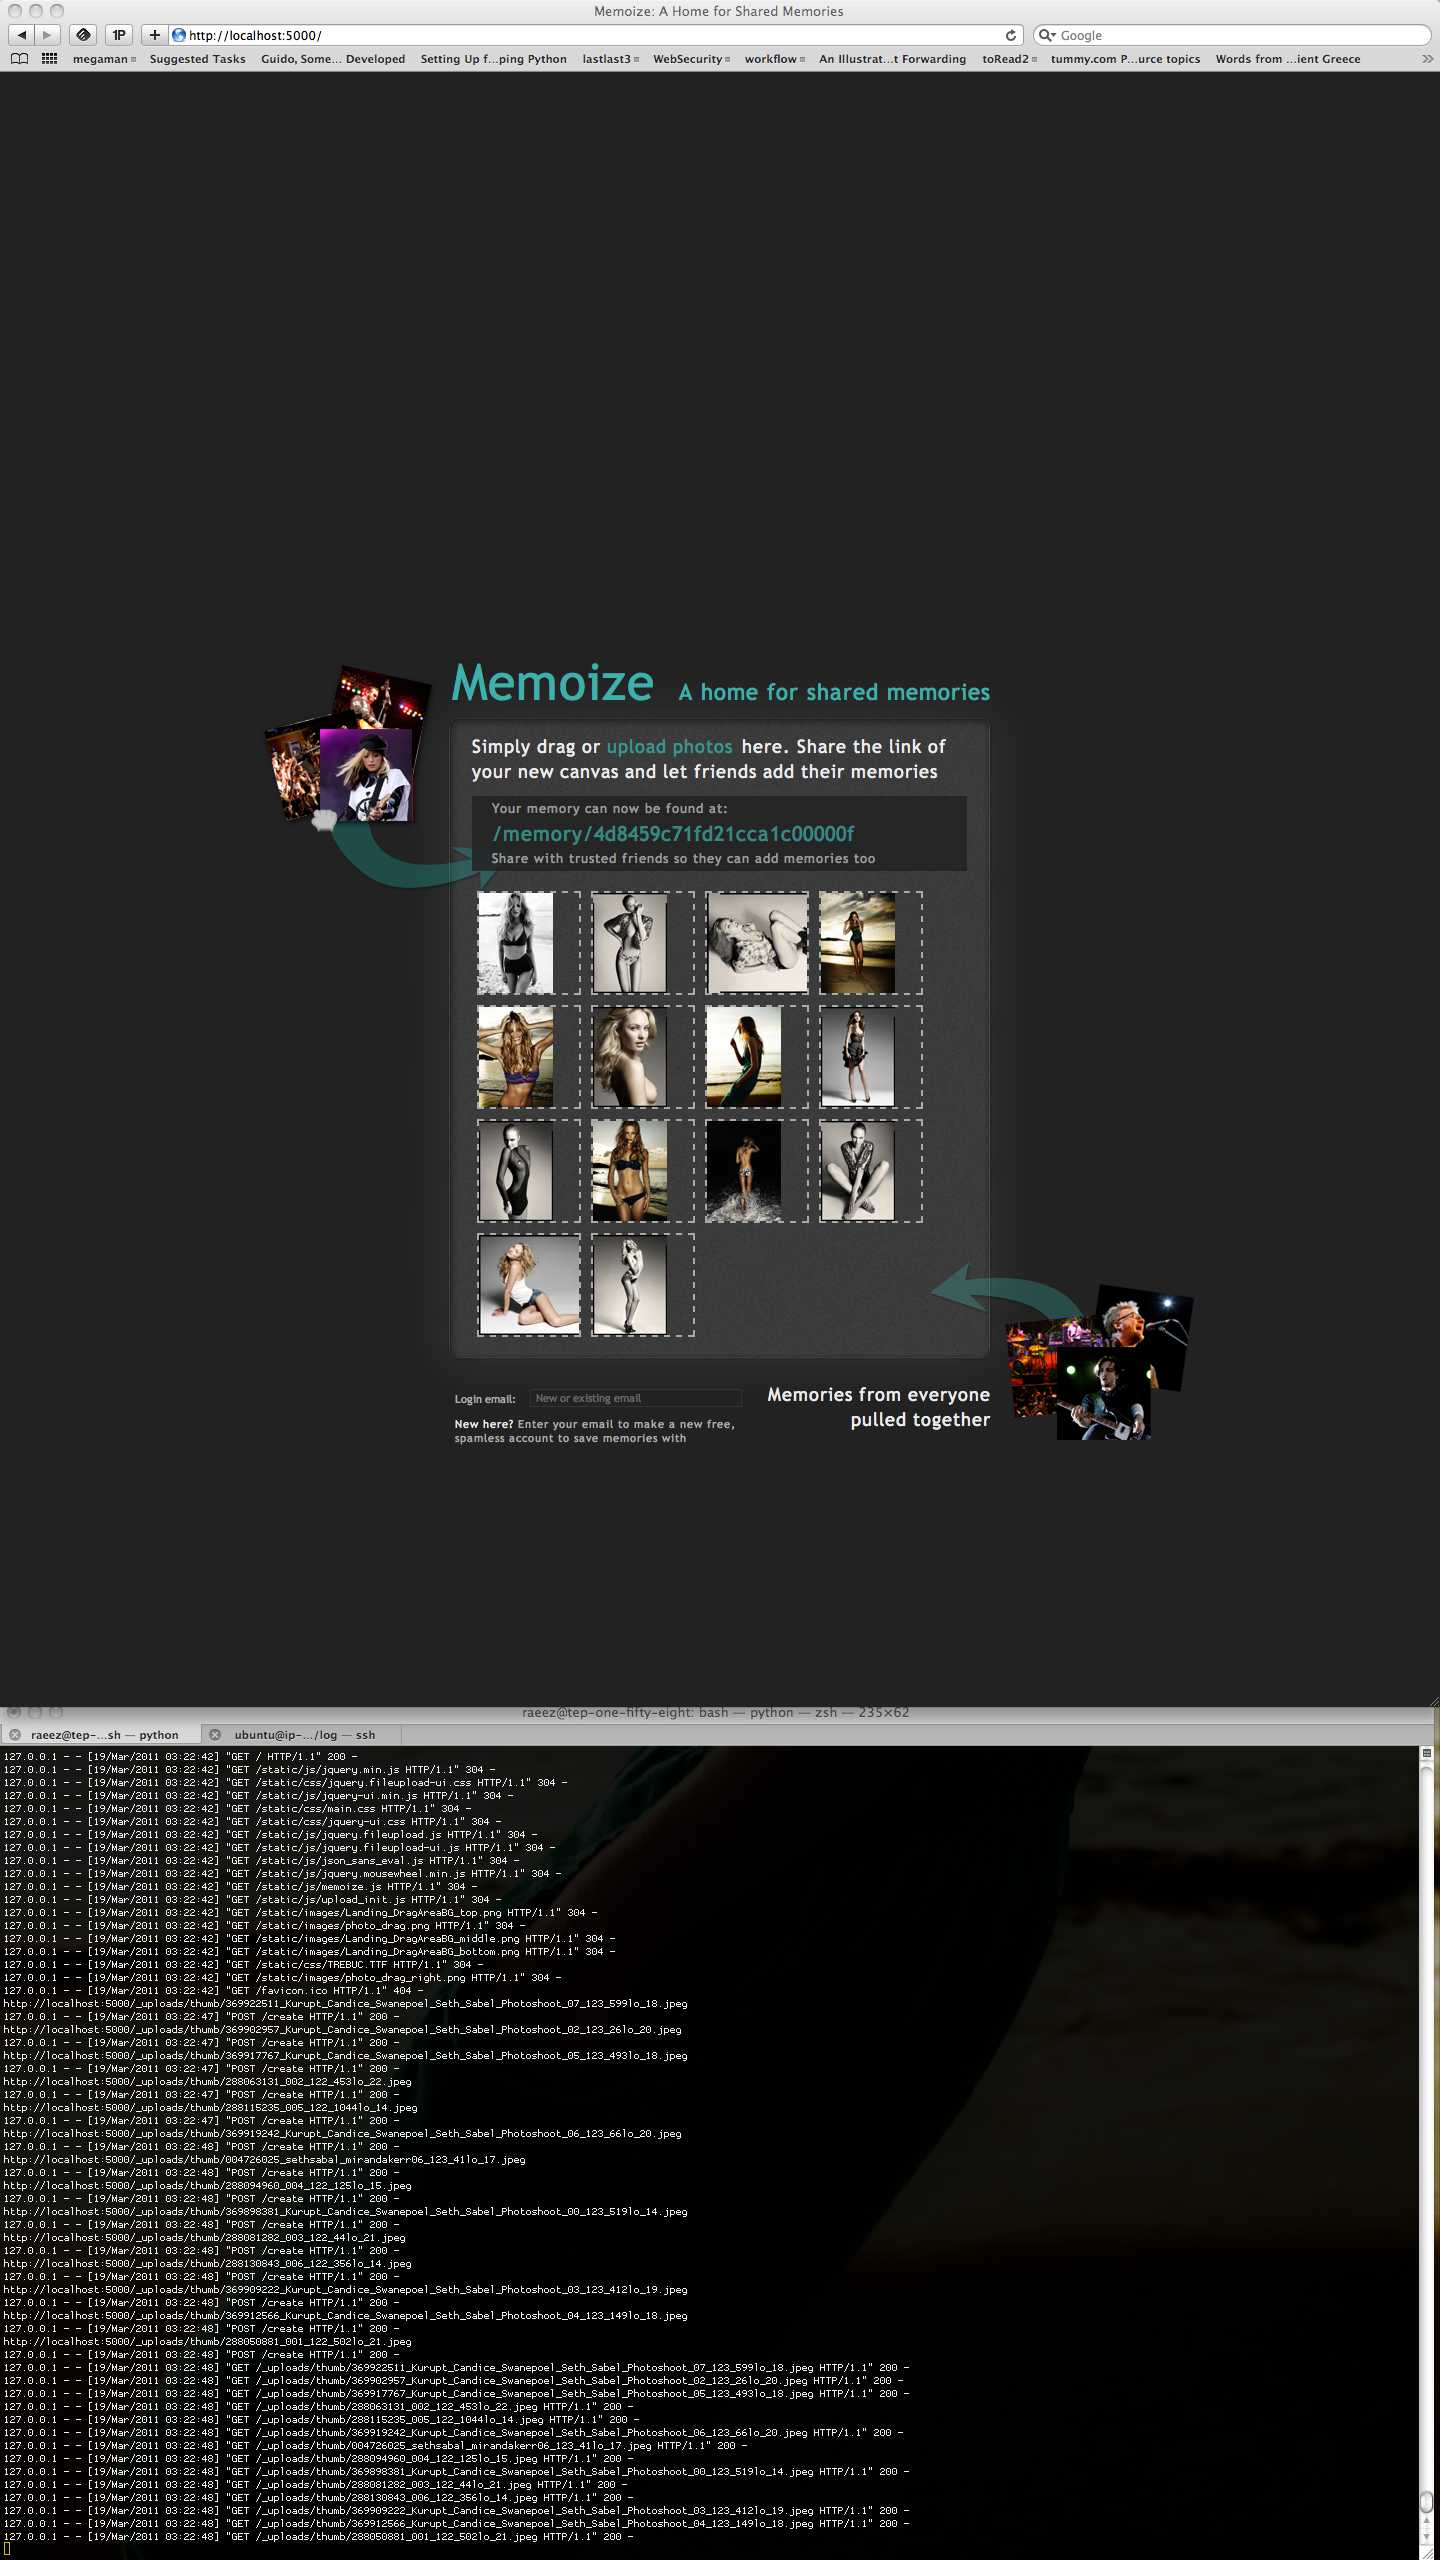 Memoize: A Home for Shared Memories
1P
+
http://localhost:5000/
Google
megaman
Suggested Tasks
Guido, Some... Developed
Setting Up f...ping Python
lastlast3
WebSecurity
workflow
An Illustrat...t Forwarding
toRead2
tummy.com P...urce topics
Words from ...ient Greece
Memoize A home for shared memories
Simply drag or upload photos here. Share the link of
your new canvas and let friends add their memories
Your memory can now be found at:
/memory/4d8459c71fd21cca1c00000f
Share with trusted friends so they can add memories too
Login email: New or existing email
New here? Enter your email to make a new free,
spamless account to save memories with
Memories from everyone
pulled together
raeez@tep-one-fifty-eight: bash — python — zsh — 235×62
raeez@tep-...sh — python
ubuntu@ip-.../log — ssh
127.0.0.1 - - [19/Mar/2011 03:22:42] "GET / HTTP/1.1" 200 -
127.0.0.1 - - [19/Mar/2011 03:22:42] "GET /static/js/jquery.min.js HTTP/1.1" 304 -
127.0.0.1 - - [19/Mar/2011 03:22:42] "GET /static/css/jquery.fileupload-ui.css HTTP/1.1" 304 -
127.0.0.1 - - [19/Mar/2011 03:22:42] "GET /static/js/jquery-ui.min.js HTTP/1.1" 304 -
127.0.0.1 - - [19/Mar/2011 03:22:42] "GET /static/css/main.css HTTP/1.1" 304 -
127.0.0.1 - - [19/Mar/2011 03:22:42] "GET /static/css/jquery-ui.css HTTP/1.1" 304 -
127.0.0.1 - - [19/Mar/2011 03:22:42] "GET /static/js/jquery.fileupload.js HTTP/1.1" 304 -
127.0.0.1 - - [19/Mar/2011 03:22:42] "GET /static/js/jquery.fileupload-ui.js HTTP/1.1" 304 -
127.0.0.1 - - [19/Mar/2011 03:22:42] "GET /static/js/json_sans_eval.js HTTP/1.1" 304 -
127.0.0.1 - - [19/Mar/2011 03:22:42] "GET /static/js/jquery.mousewheel.min.js HTTP/1.1" 304 -
127.0.0.1 - - [19/Mar/2011 03:22:42] "GET /static/js/memoize.js HTTP/1.1" 304 -
127.0.0.1 - - [19/Mar/2011 03:22:42] "GET /static/js/upload_init.js HTTP/1.1" 304 -
127.0.0.1 - - [19/Mar/2011 03:22:42] "GET /static/images/Landing_DragAreaBG_top.png HTTP/1.1" 304 -
127.0.0.1 - - [19/Mar/2011 03:22:42] "GET /static/images/photo_drag.png HTTP/1.1" 304 -
127.0.0.1 - - [19/Mar/2011 03:22:42] "GET /static/images/Landing_DragAreaBG_middle.png HTTP/1.1" 304 -
127.0.0.1 - - [19/Mar/2011 03:22:42] "GET /static/images/Landing_DragAreaBG_bottom.png HTTP/1.1" 304 -
127.0.0.1 - - [19/Mar/2011 03:22:42] "GET /static/css/TREBUC.TTF HTTP/1.1" 304 -
127.0.0.1 - - [19/Mar/2011 03:22:42] "GET /static/images/photo_drag_right.png HTTP/1.1" 304 -
127.0.0.1 - - [19/Mar/2011 03:22:42] "GET /favicon.ico HTTP/1.1" 404 -
http://localhost:5000/_uploads/thumb/369922511_Kurupt_Candice_Swanepoel_Seth_Sabel_Photoshoot_07_123_599lo_18.jpeg
127.0.0.1 - - [19/Mar/2011 03:22:47] "POST /create HTTP/1.1" 200 -
http://localhost:5000/_uploads/thumb/369902957_Kurupt_Candice_Swanepoel_Seth_Sabel_Photoshoot_02_123_26lo_20.jpeg
127.0.0.1 - - [19/Mar/2011 03:22:47] "POST /create HTTP/1.1" 200 -
http://localhost:5000/_uploads/thumb/369917767_Kurupt_Candice_Swanepoel_Seth_Sabel_Photoshoot_05_123_493lo_18.jpeg
127.0.0.1 - - [19/Mar/2011 03:22:47] "POST /create HTTP/1.1" 200 -
http://localhost:5000/_uploads/thumb/288063131_002_122_453lo_22.jpeg
127.0.0.1 - - [19/Mar/2011 03:22:47] "POST /create HTTP/1.1" 200 -
http://localhost:5000/_uploads/thumb/288115235_005_122_1044lo_14.jpeg
127.0.0.1 - - [19/Mar/2011 03:22:47] "POST /create HTTP/1.1" 200 -
http://localhost:5000/_uploads/thumb/369919242_Kurupt_Candice_Swanepoel_Seth_Sabel_Photoshoot_06_123_66lo_20.jpeg
127.0.0.1 - - [19/Mar/2011 03:22:48] "POST /create HTTP/1.1" 200 -
http://localhost:5000/_uploads/thumb/004726025_sethsabal_mirandakerr06_123_41lo_17.jpeg
127.0.0.1 - - [19/Mar/2011 03:22:48] "POST /create HTTP/1.1" 200 -
http://localhost:5000/_uploads/thumb/288094960_004_122_125lo_15.jpeg
127.0.0.1 - - [19/Mar/2011 03:22:48] "POST /create HTTP/1.1" 200 -
http://localhost:5000/_uploads/thumb/369898381_Kurupt_Candice_Swanepoel_Seth_Sabel_Photoshoot_00_123_519lo_14.jpeg
127.0.0.1 - - [19/Mar/2011 03:22:48] "POST /create HTTP/1.1" 200 -
http://localhost:5000/_uploads/thumb/288081282_003_122_44lo_21.jpeg
127.0.0.1 - - [19/Mar/2011 03:22:48] "POST /create HTTP/1.1" 200 -
http://localhost:5000/_uploads/thumb/288130843_006_122_356lo_14.jpeg
127.0.0.1 - - [19/Mar/2011 03:22:48] "POST /create HTTP/1.1" 200 -
http://localhost:5000/_uploads/thumb/369909222_Kurupt_Candice_Swanepoel_Seth_Sabel_Photoshoot_03_123_412lo_19.jpeg
127.0.0.1 - - [19/Mar/2011 03:22:48] "POST /create HTTP/1.1" 200 -
http://localhost:5000/_uploads/thumb/369912566_Kurupt_Candice_Swanepoel_Seth_Sabel_Photoshoot_04_123_149lo_18.jpeg
127.0.0.1 - - [19/Mar/2011 03:22:48] "POST /create HTTP/1.1" 200 -
http://localhost:5000/_uploads/thumb/288050881_001_122_502lo_21.jpeg
127.0.0.1 - - [19/Mar/2011 03:22:48] "POST /create HTTP/1.1" 200 -
127.0.0.1 - - [19/Mar/2011 03:22:48] "GET /_uploads/thumb/369922511_Kurupt_Candice_Swanepoel_Seth_Sabel_Photoshoot_07_123_599lo_18.jpeg HTTP/1.1" 200 -
127.0.0.1 - - [19/Mar/2011 03:22:48] "GET /_uploads/thumb/369902957_Kurupt_Candice_Swanepoel_Seth_Sabel_Photoshoot_02_123_26lo_20.jpeg HTTP/1.1" 200 -
127.0.0.1 - - [19/Mar/2011 03:22:48] "GET /_uploads/thumb/369917767_Kurupt_Candice_Swanepoel_Seth_Sabel_Photoshoot_05_123_493lo_18.jpeg HTTP/1.1" 200 -
127.0.0.1 - - [19/Mar/2011 03:22:48] "GET /_uploads/thumb/288063131_002_122_453lo_22.jpeg HTTP/1.1" 200 -
127.0.0.1 - - [19/Mar/2011 03:22:48] "GET /_uploads/thumb/288115235_005_122_1044lo_14.jpeg HTTP/1.1" 200 -
127.0.0.1 - - [19/Mar/2011 03:22:48] "GET /_uploads/thumb/369919242_Kurupt_Candice_Swanepoel_Seth_Sabel_Photoshoot_06_123_66lo_20.jpeg HTTP/1.1" 200 -
127.0.0.1 - - [19/Mar/2011 03:22:48] "GET /_uploads/thumb/004726025_sethsabal_mirandakerr06_123_41lo_17.jpeg HTTP/1.1" 200 -
127.0.0.1 - - [19/Mar/2011 03:22:48] "GET /_uploads/thumb/288094960_004_122_125lo_15.jpeg HTTP/1.1" 200 -
127.0.0.1 - - [19/Mar/2011 03:22:48] "GET /_uploads/thumb/369898381_Kurupt_Candice_Swanepoel_Seth_Sabel_Photoshoot_00_123_519lo_14.jpeg HTTP/1.1" 200 -
127.0.0.1 - - [19/Mar/2011 03:22:48] "GET /_uploads/thumb/288081282_003_122_44lo_21.jpeg HTTP/1.1" 200 -
127.0.0.1 - - [19/Mar/2011 03:22:48] "GET /_uploads/thumb/288130843_006_122_356lo_14.jpeg HTTP/1.1" 200 -
127.0.0.1 - - [19/Mar/2011 03:22:48] "GET /_uploads/thumb/369909222_Kurupt_Candice_Swanepoel_Seth_Sabel_Photoshoot_03_123_412lo_19.jpeg HTTP/1.1" 200 -
127.0.0.1 - - [19/Mar/2011 03:22:48] "GET /_uploads/thumb/369912566_Kurupt_Candice_Swanepoel_Seth_Sabel_Photoshoot_04_123_149lo_18.jpeg HTTP/1.1" 200 -
127.0.0.1 - - [19/Mar/2011 03:22:48] "GET /_uploads/thumb/288050881_001_122_502lo_21.jpeg HTTP/1.1" 200 -